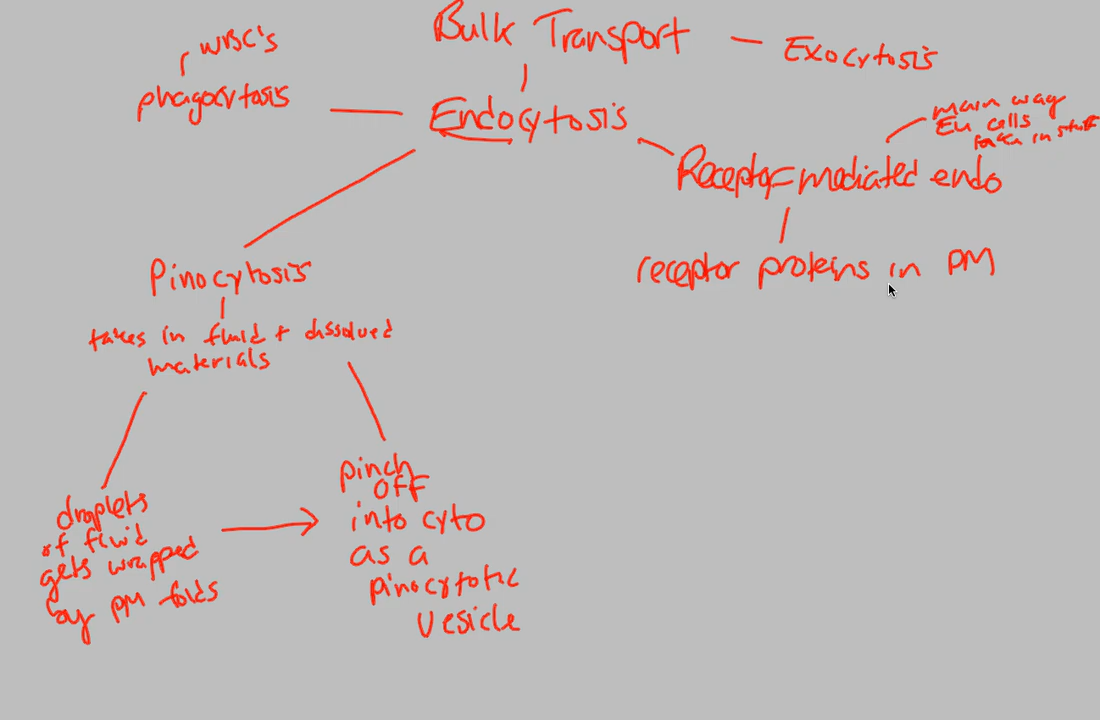 Bulk Transport — Exocytosis
WBC's
phagocytosis
Endocytosis
main way
Eu cells
take in stuff
Receptor-mediated endo
receptor proteins in PM
Pinocytosis
takes in fluid + dissolved
materials
droplets
of fluid
gets wrapped
by PM folds
pinch
off
into cyto
as a
pinocytotic
vesicle